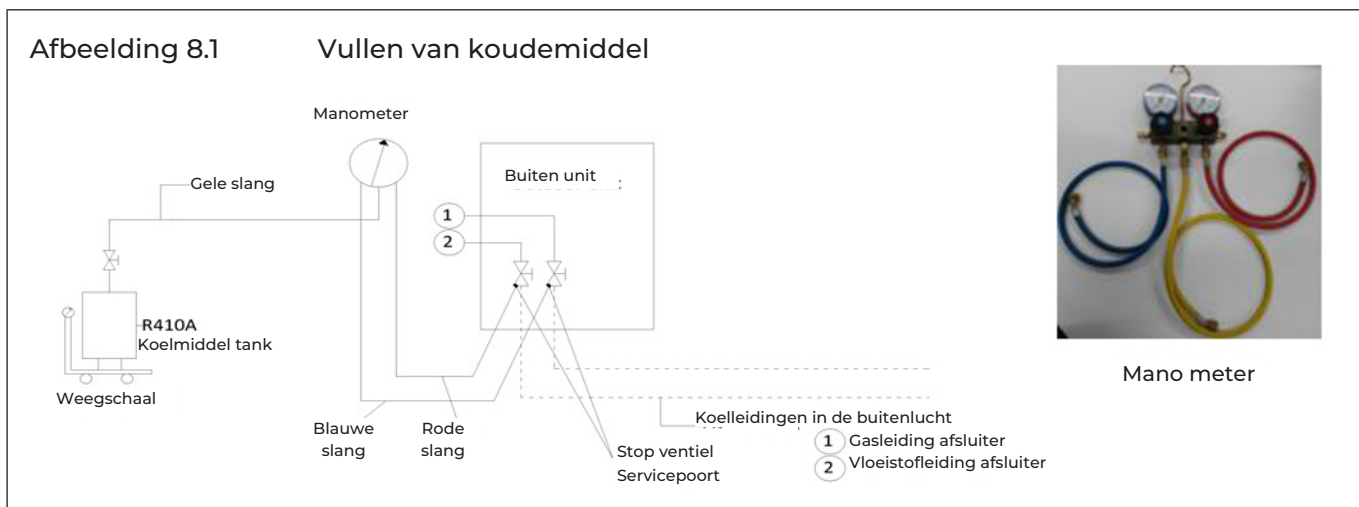 Afbeelding 8.1 Vullen van koudemiddel
Manometer
Gele slang
Buiten unit
1
2
R410A
Koelmiddel tank
Weegschaal
Mano meter
Koelleidingen in de buitenlucht
Blauwe slang
Rode slang
Stop ventiel
Servicepoort
1 Gasleiding afsluiter
2 Vloeistofleiding afsluiter